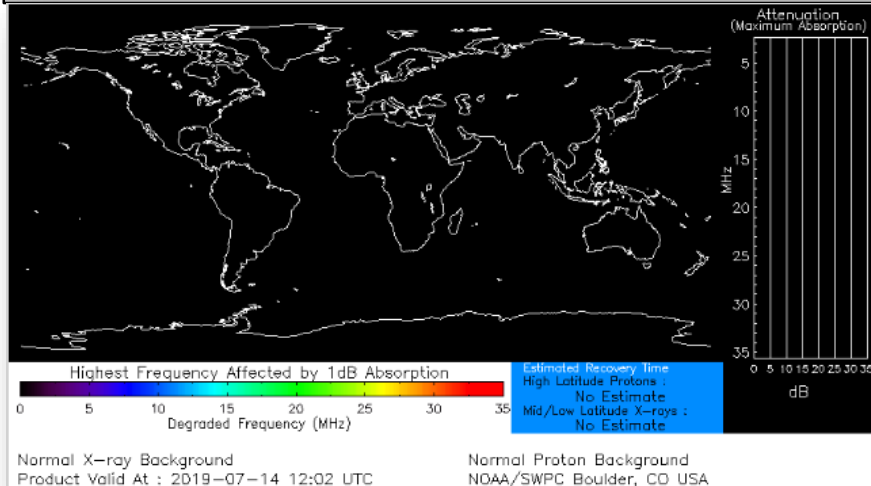 Attenuation
(Maximum Absorption)
5
10
15
20
25
30
35
MHz
0 5 10 15 20 25 30 35
dB
Highest Frequency Affected by 1dB Absorption
0 5 10 15 20 25 30 35
Degraded Frequency (MHz)
Estimated Recovery Time
High Latitude Protons :
No Estimate
Mid/Low Latitude X-rays :
No Estimate
Normal X-ray Background
Normal Proton Background
Product Valid At : 2019-07-14 12:02 UTC
NOAA/SWPC Boulder, CO USA